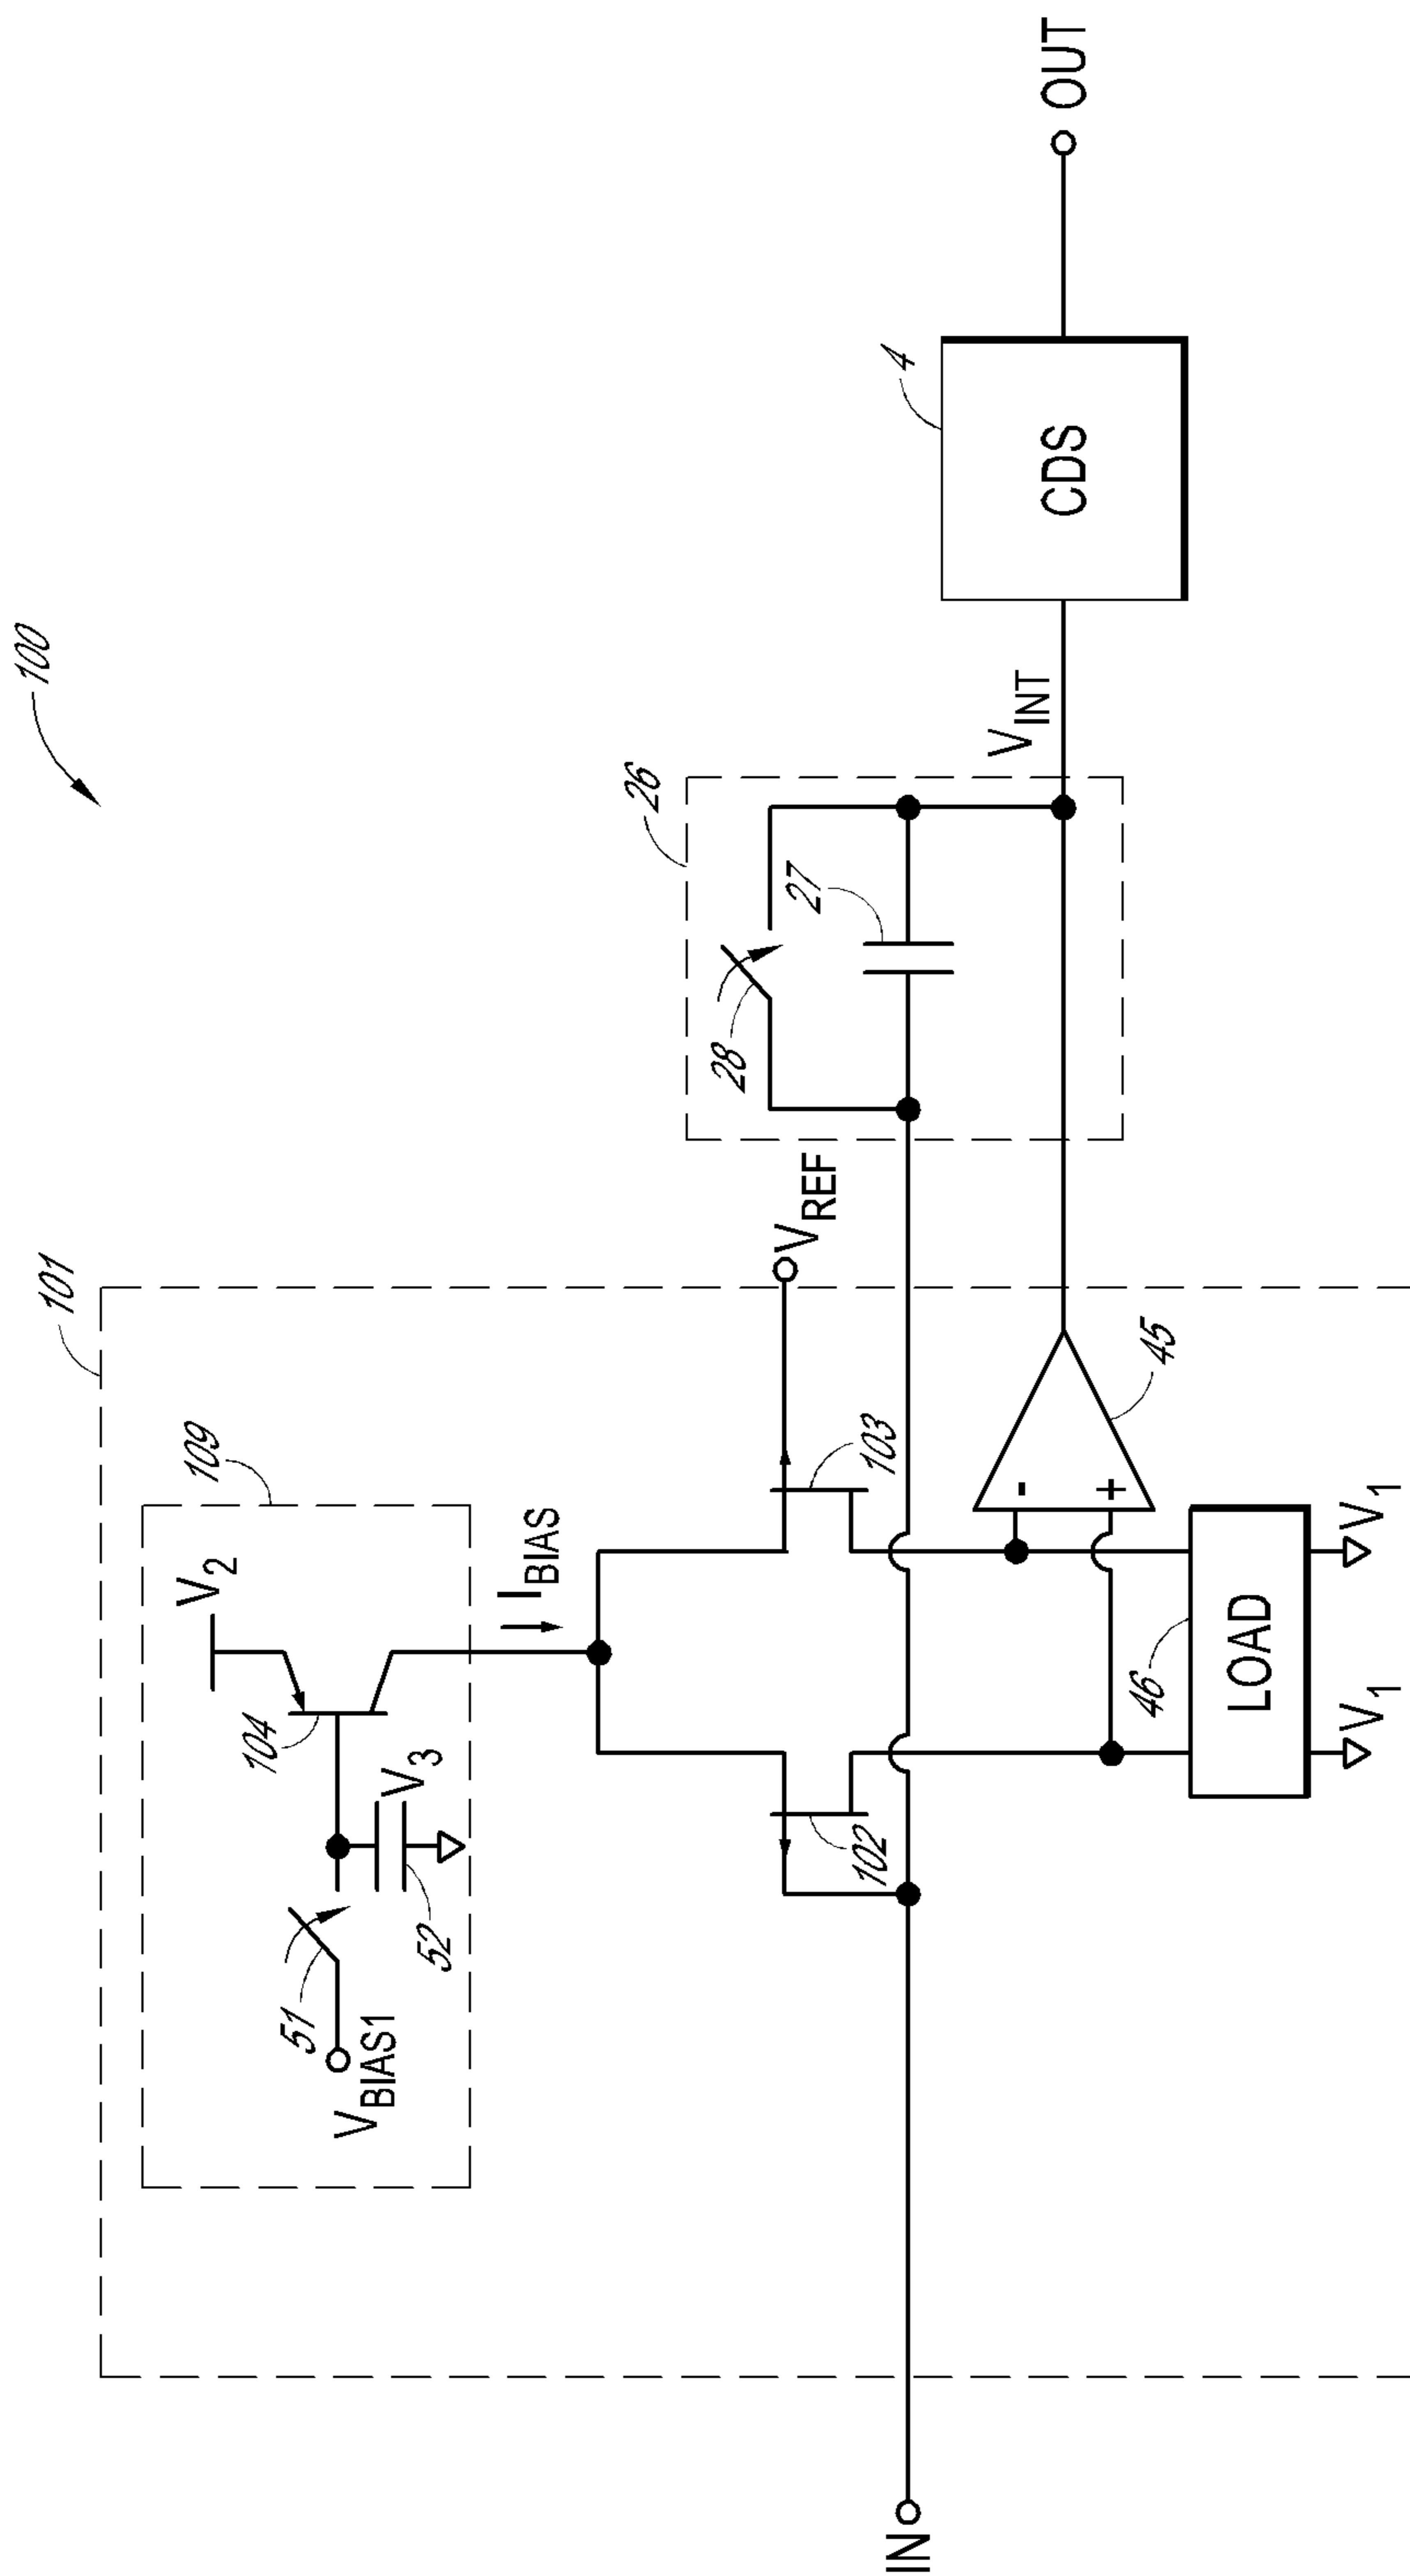 100
101
109
V2
104
V3
51
52
VBIAS1
IBIAS
VREF
26
28
27
VINT
4
CDS
OUT
102
103
IN
-
+
45
46
LOAD
V1
V1